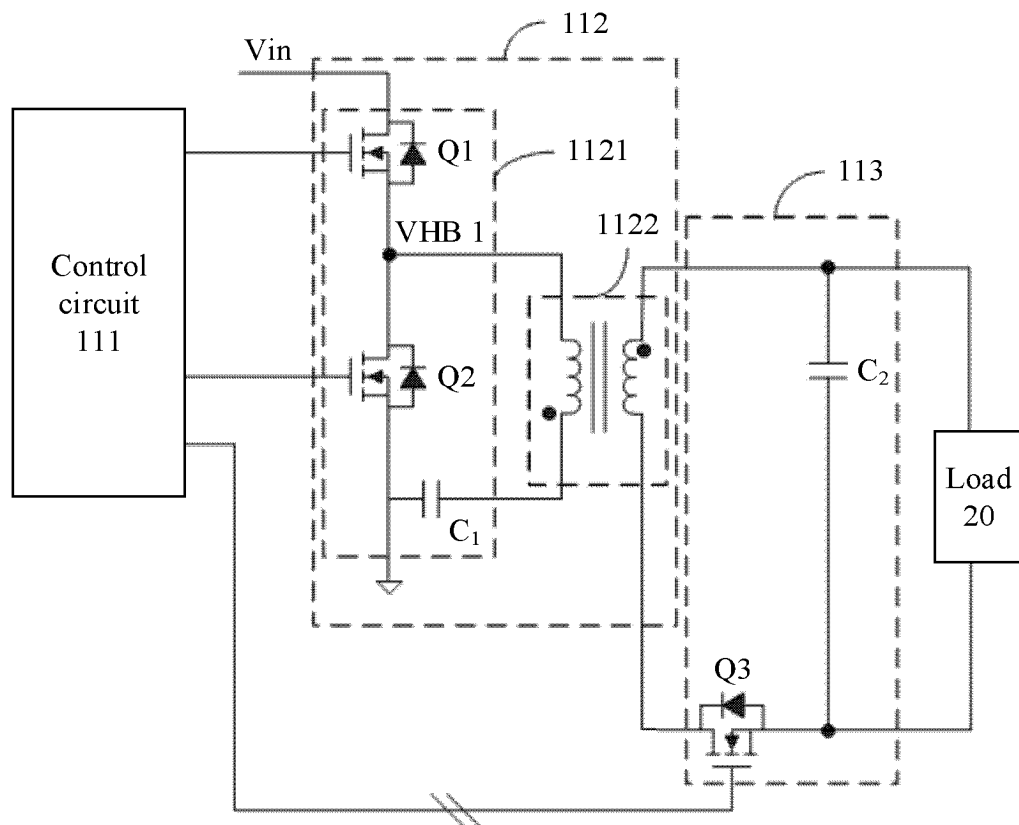 112
Vin
Q1
1121
113
VHB 1
1122
Control
circuit
111
Q2
C₂
Load
20
C₁
Q3